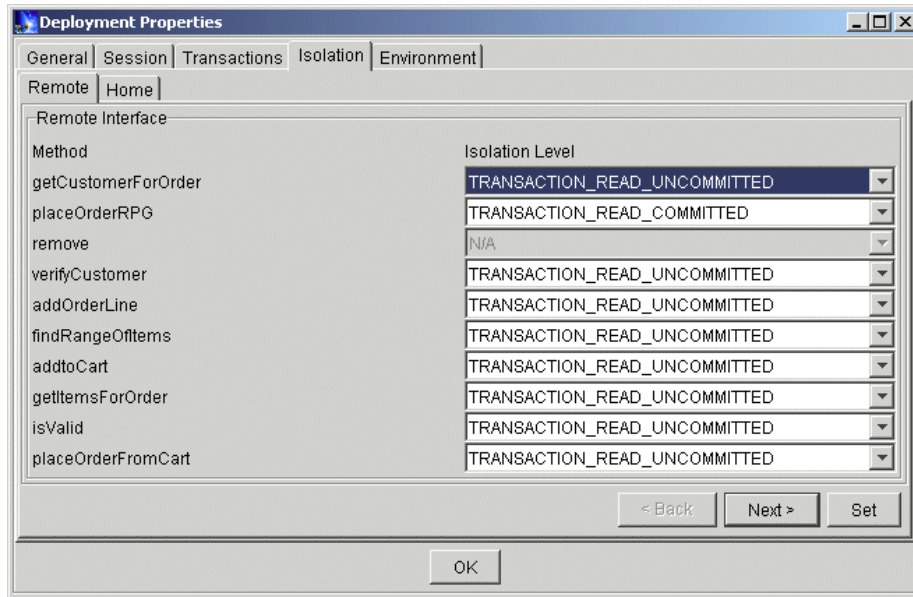 Deployment Properties
General Session Transactions Isolation Environment
Remote Home
Remote Interface
Method Isolation Level
getCustomerForOrder TRANSACTION_READ_UNCOMMITTED
placeOrderRPG TRANSACTION_READ_COMMITTED
remove N/A
verifyCustomer TRANSACTION_READ_UNCOMMITTED
addOrderLine TRANSACTION_READ_UNCOMMITTED
findRangeOfItems TRANSACTION_READ_UNCOMMITTED
addtoCart TRANSACTION_READ_UNCOMMITTED
getItemsForOrder TRANSACTION_READ_UNCOMMITTED
isValid TRANSACTION_READ_UNCOMMITTED
placeOrderFromCart TRANSACTION_READ_UNCOMMITTED
< Back Next > Set
OK